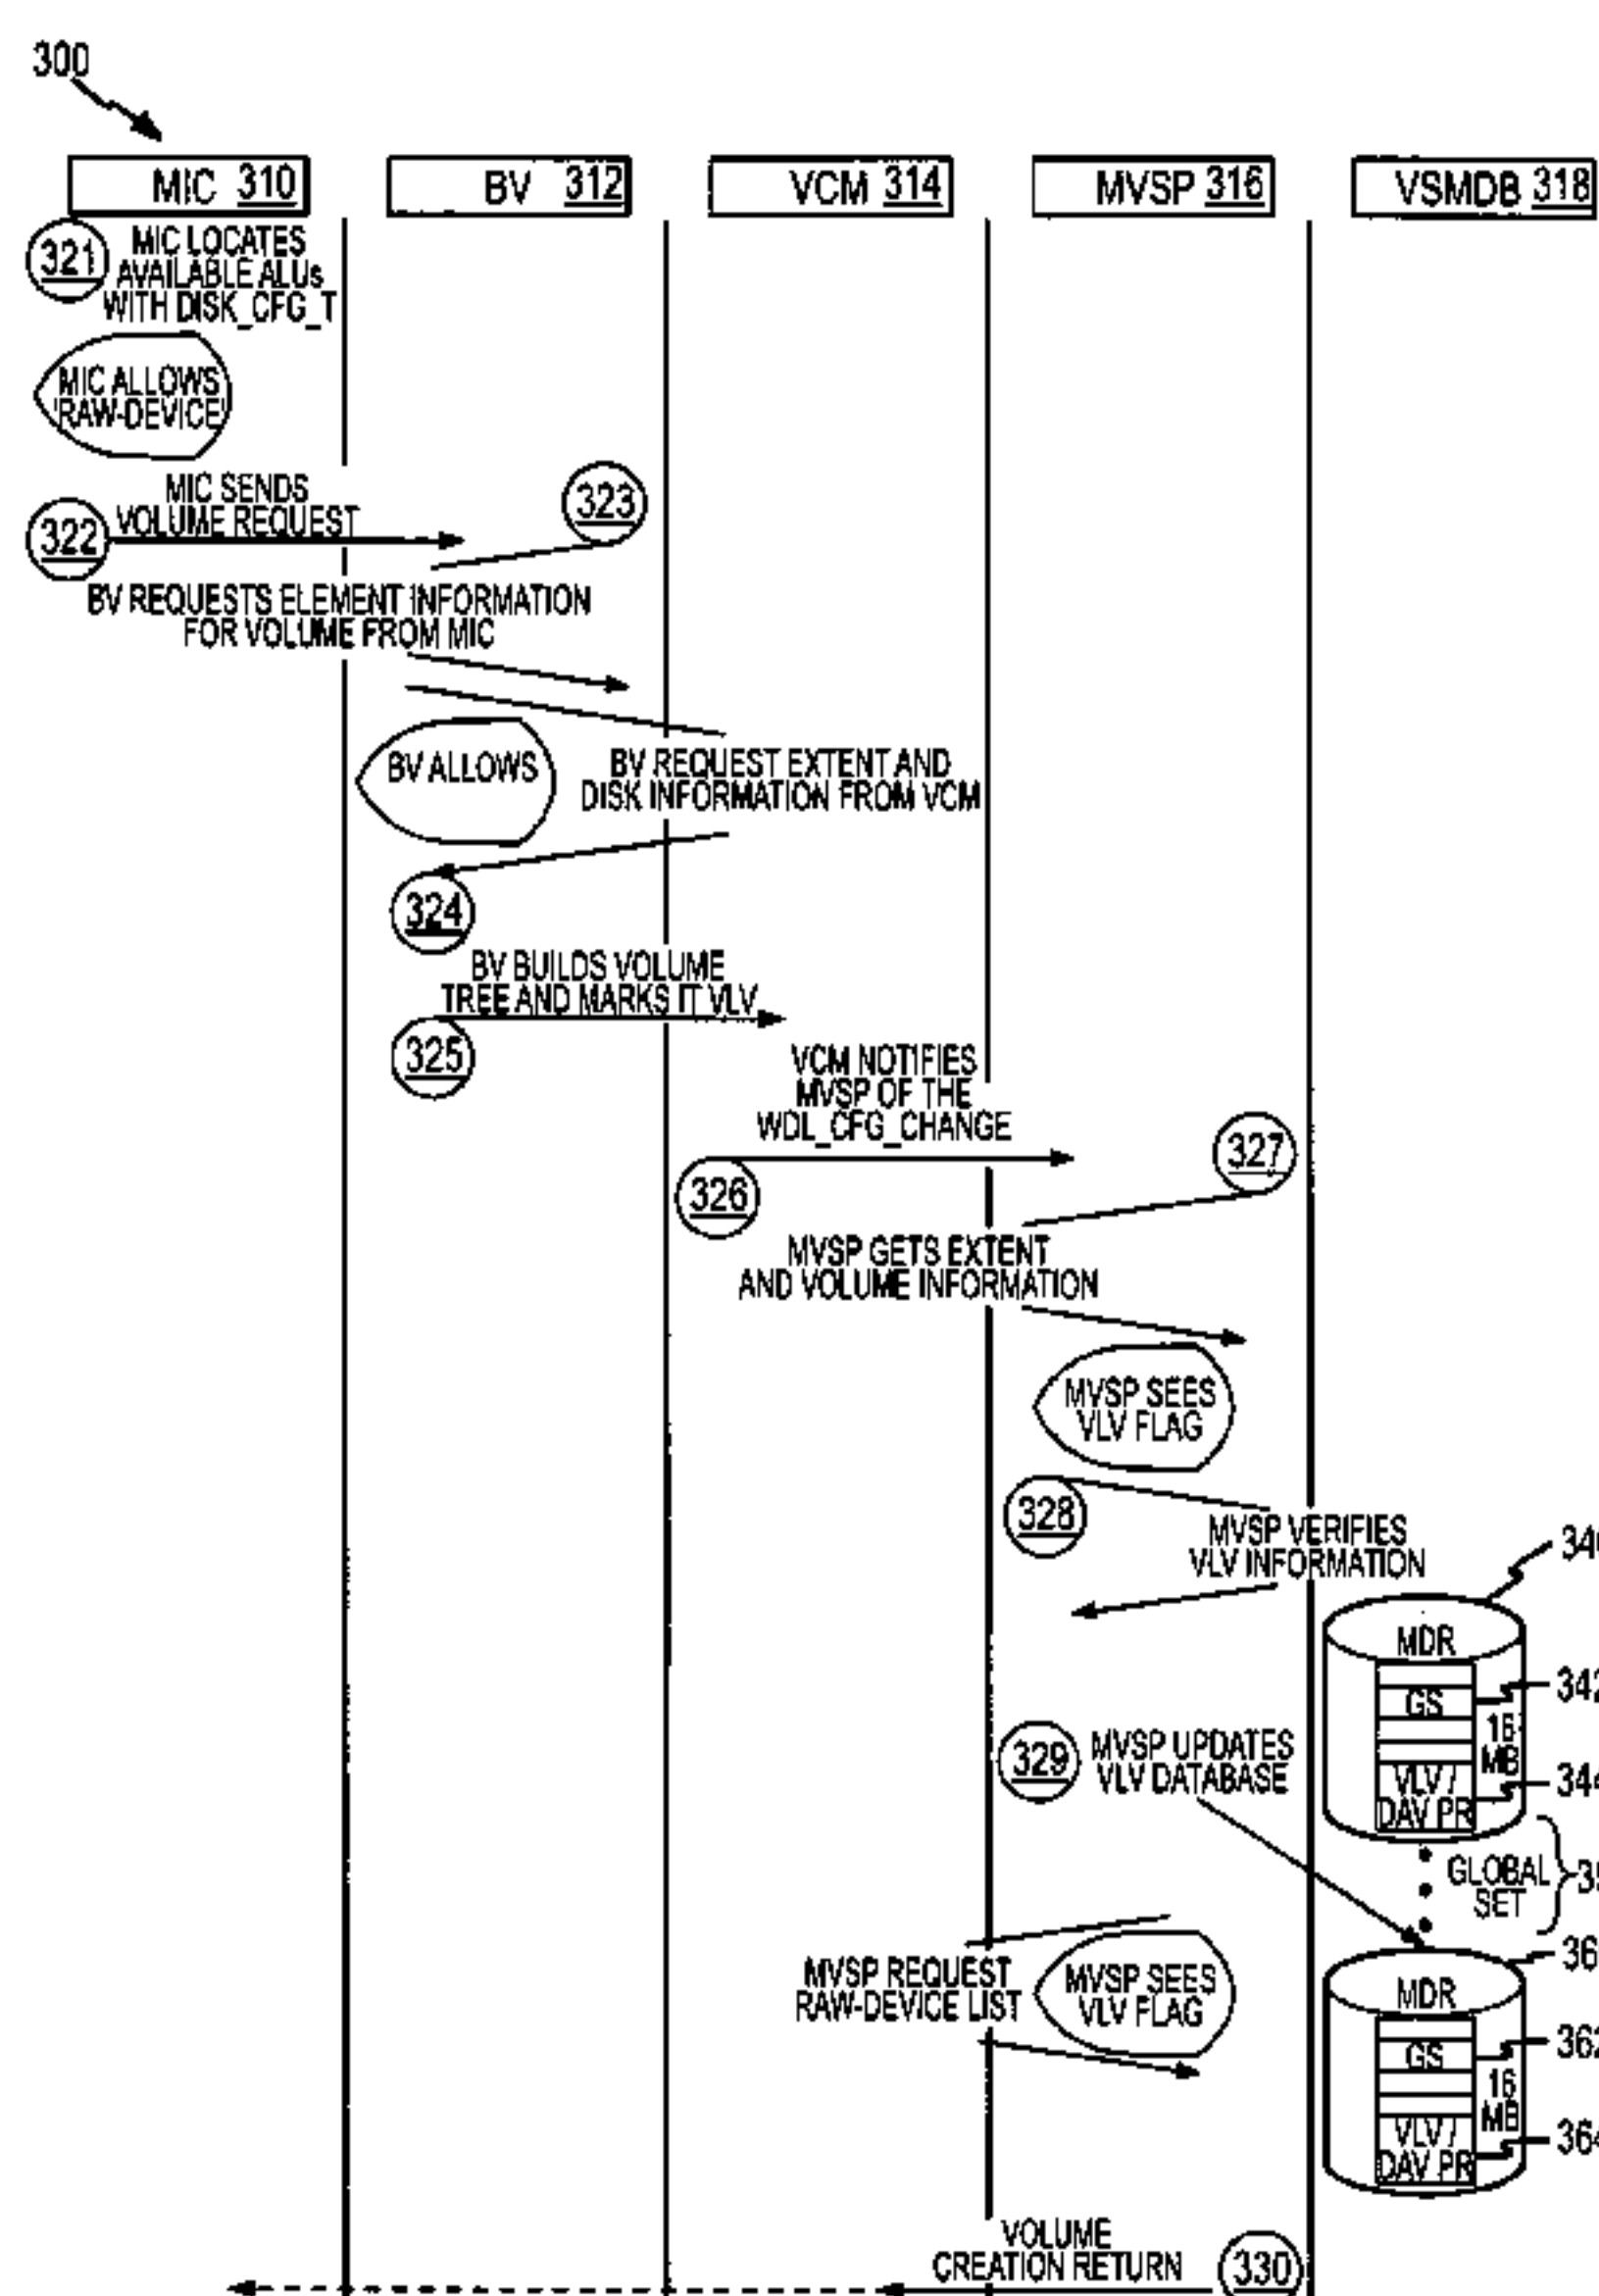 300
MIC 310
BV 312
VCM 314
MVSP 316
VSMDB 318
321
MIC LOCATES
AVAILABLE ALUs
WITH DISK_CFG_T
MIC ALLOWS
'RAW-DEVICE'
322
MIC SENDS
VOLUME REQUEST
323
BV REQUESTS ELEMENT INFORMATION
FOR VOLUME FROM MIC
BV ALLOWS
BV REQUEST EXTENT AND
DISK INFORMATION FROM VCM
324
BV BUILDS VOLUME
TREE AND MARKS IT VLV
325
VCM NOTIFIES
MVSP OF THE
WDL_CFG_CHANGE
326
327
MVSP GETS EXTENT
AND VOLUME INFORMATION
MVSP SEES
VLV FLAG
328
MVSP VERIFIES
VLV INFORMATION
MDR
342
GS
16
MB
344
VLV /
DAV PR
329
MVSP UPDATES
VLV DATABASE
GLOBAL
SET
MVSP REQUEST
RAW-DEVICE LIST
MVSP SEES
VLV FLAG
MDR
362
GS
16
MB
364
VLV /
DAV PR
VOLUME
CREATION RETURN
330